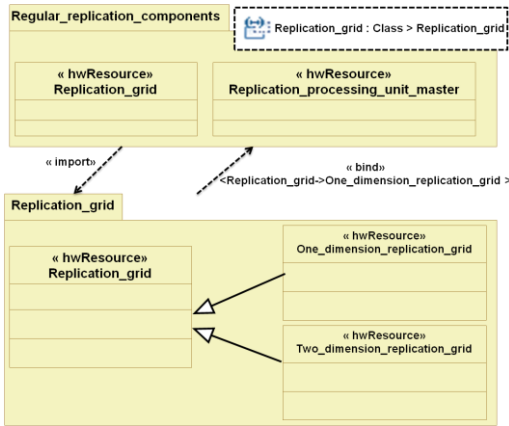 Regular_replication_components
Replication_grid : Class > Replication_grid
« hwResource»
Replication_grid
« hwResource»
Replication_processing_unit_master
« import»
« bind»
<Replication_grid->One_dimension_replication_grid >
Replication_grid
« hwResource»
Replication_grid
« hwResource»
One_dimension_replication_grid
« hwResource»
Two_dimension_replication_grid